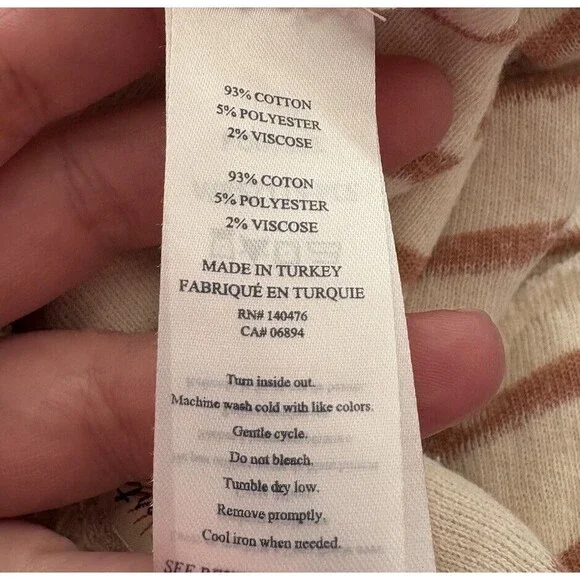 93% COTTON
5% POLYESTER
2% VISCOSE
93% COTON
5% POLYESTER
2% VISCOSE
MADE IN TURKEY
FABRIQUÉ EN TURQUIE
RN# 140476
CA# 06894
Turn inside out.
Machine wash cold with like colors.
Gentle cycle.
Do not bleach.
Tumble dry low.
Remove promptly.
Cool iron when needed.
SEE